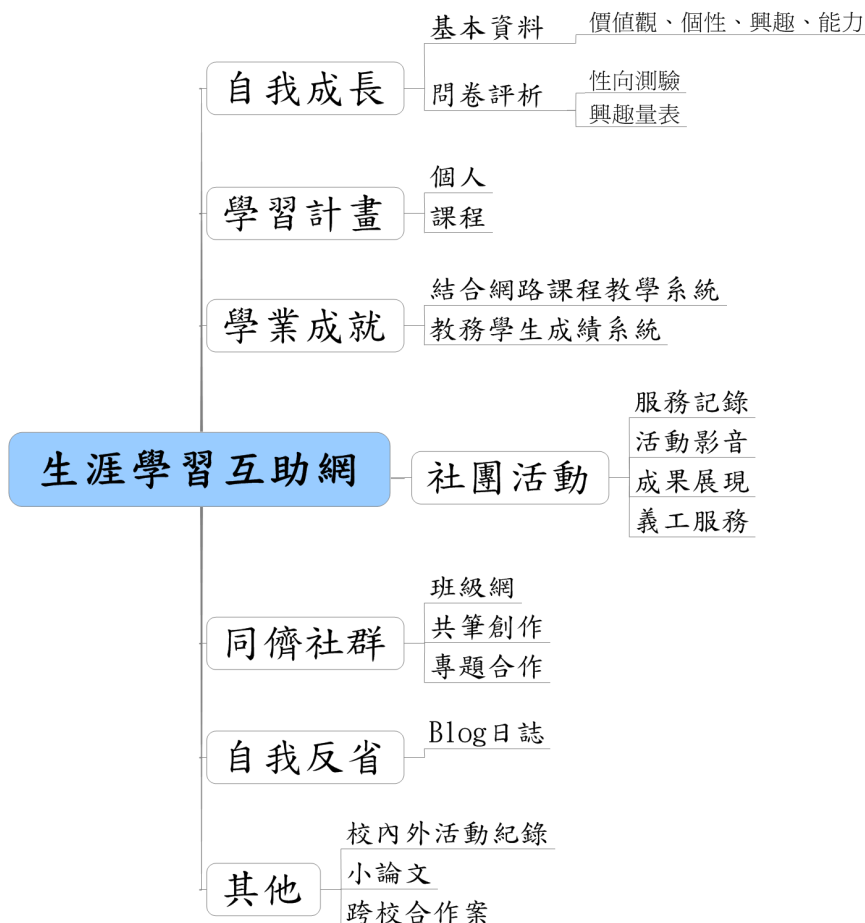 基本資料
價值觀、個性、興趣、能力
自我成長
問卷評析
性向測驗
興趣量表
個人
學習計畫
課程
結合網路課程教學系統
學業成就
教務學生成績系統
生涯學習互助網
社團活動
服務記錄
活動影音
成果展現
義工服務
班級網
同儕社群
共筆創作
專題合作
Blog日誌
自我反省
校內外活動紀錄
其他
小論文
跨校合作案